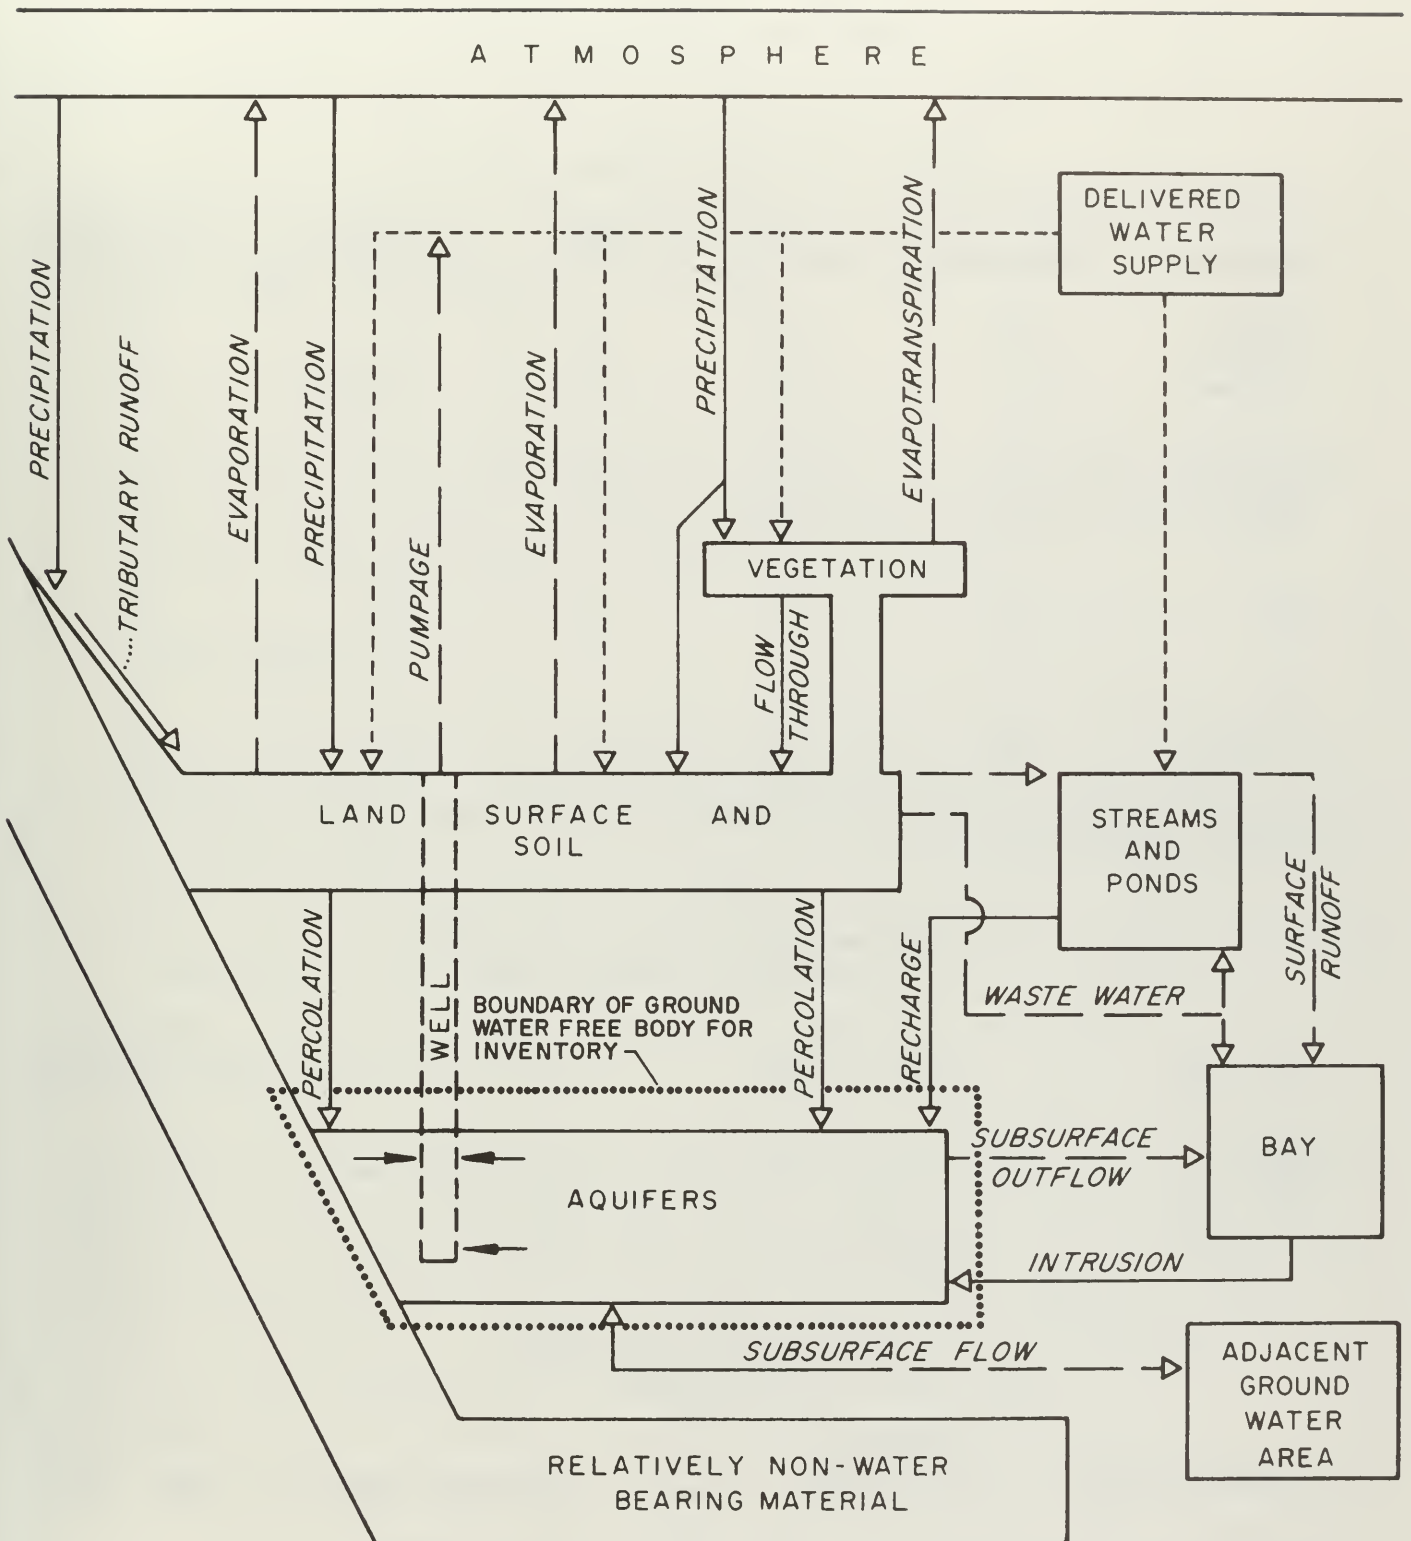 ATMOSPHERE
DELIVERED
WATER
SUPPLY
PRECIPITATION
TRIBUTARY RUNOFF
EVAPORATION
PRECIPITATION
PUMPAGE
EVAPORATION
PRECIPITATION
EVAPOTRANSPIRATION
VEGETATION
FLOW
THROUGH
LAND SURFACE AND
SOIL
STREAMS
AND
PONDS
SURFACE
RUNOFF
PERCOLATION
WELL
BOUNDARY OF GROUND
WATER FREE BODY FOR
INVENTORY
PERCOLATION
RECHARGE
WASTE WATER
SUBSURFACE
OUTFLOW
BAY
AQUIFERS
INTRUSION
SUBSURFACE FLOW
ADJACENT
GROUND
WATER
AREA
RELATIVELY NON-WATER
BEARING MATERIAL